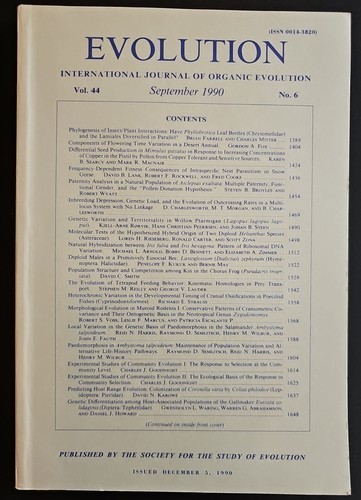 (ISSN 0014-3820)
EVOLUTION
INTERNATIONAL JOURNAL OF ORGANIC EVOLUTION
Vol. 44 September 1990 No. 6
CONTENTS
Phylogenesis of Insect/Plant Interactions: Have Phyllobrotica Leaf Beetles (Chrysomelidae)
and the Lamiales Diversified in Parallel? BRIAN FARRELL AND CHARLES MITTER 1389
Components of Flowering Time Variation in a Desert Annual. GORDON A. FOX 1404
Differential Seed Production in Mimulus guttatus in Response to Increasing Concentrations
of Copper in the Pistil by Pollen from Copper Tolerant and Sensitive Sources. KAREN
B. SEARCY AND MARK R. MACNAIR 1424
Frequency-Dependent Fitness Consequences of Intraspecific Nest Parasitism in Snow
Geese. DAVID B. LANK, ROBERT F. ROCKWELL, AND FRED COOKE 1436
Paternity Analysis in a Natural Population of Asclepias exaltata: Multiple Paternity, Func-
tional Gender, and the "Pollen-Donation Hypothesis" STEVEN B. BROYLES AND
ROBERT WYATT 1454
Inbreeding Depression, Genetic Load, and the Evolution of Outcrossing Rates in a Multi-
locus System with No Linkage. D. CHARLESWORTH, M. T. MORGAN, AND B. CHAR-
LESWORTH 1469
Genetic Variation and Territoriality in Willow Ptarmigan (Lagopus lagopus lago-
pus). KJELL-ARNE RØRVIK, HANS CHRISTIAN PEDERSEN, AND JOHAN B. STEEN 1490
Molecular Tests of the Hypothesized Hybrid Origin of Two Diploid Helianthus Species
(Asteraceae). LOREN H. RIESEBERG, RONALD CARTER, AND SCOTT ZONA 1498
Natural Hybridization between Iris fulva and Iris hexagona: Pattern of Ribosomal DNA
Variation. MICHAEL L. ARNOLD, BOBBY D. BENNETT, AND ELIZABETH A. ZIMMER 1512
Diploid Males in a Primitively Eusocial Bee, Lasioglossum (Dialictus) zephyrum (Hyme-
noptera: Halictidae). PENELOPE F. KUKUK AND BERNIE MAY 1522
Population Structure and Competition among Kin in the Chorus Frog (Pseudacris triser-
iata). DAVID C. SMITH 1529
The Evolution of Tetrapod Feeding Behavior: Kinematic Homologies in Prey Trans-
port. STEPHEN M. REILLY AND GEORGE V. LAUDER 1542
Heterochronic Variation in the Developmental Timing of Cranial Ossifications in Poeciliid
Fishes (Cyprinodontiformes). RICHARD E. STRAUSS 1558
Morphological Evolution in Muroid Rodents I. Conservative Patterns of Craniometric Co-
variance and Their Ontogenetic Basis in the Neotropical Genus Zygodontomys
ROBERT S. VOSS, LESLIE F. MARCUS, AND PATRICIA ESCALANTE P. 1568
Local Variation in the Genetic Basis of Paedomorphosis in the Salamander Ambystoma
talpoideum. REID N. HARRIS, RAYMOND D. SEMLITSCH, HENRY M. WILBUR, AND
JOHN E. FAUTH 1588
Paedomorphosis in Ambystoma talpoideum: Maintenance of Population Variation and Al-
ternative Life-History Pathways. RAYMOND D. SEMLITSCH, REID N. HARRIS, AND
HENRY M. WILBUR 1604
Experimental Studies of Community Evolution I: The Response to Selection at the Com-
munity Level. CHARLES J. GOODNIGHT 1614
Experimental Studies of Community Evolution II: The Ecological Basis of the Response to
Community Selection. CHARLES J. GOODNIGHT 1625
Predicting Host Range Evolution: Colonization of Coronilla varia by Colias philodice (Lep-
idoptera: Pieridae). DAVID N. KAROWE 1637
Genetic Differentiation among Host-Associated Populations of the Gallmaker Eurosta so-
lidaginis (Diptera: Tephritidae). GWENDOLYN L. WARING, WARREN G. ABRAHAMSON,
AND DANIEL J. HOWARD 1648
(Continued on inside front cover)
PUBLISHED BY THE SOCIETY FOR THE STUDY OF EVOLUTION
ISSUED DECEMBER 5, 1990